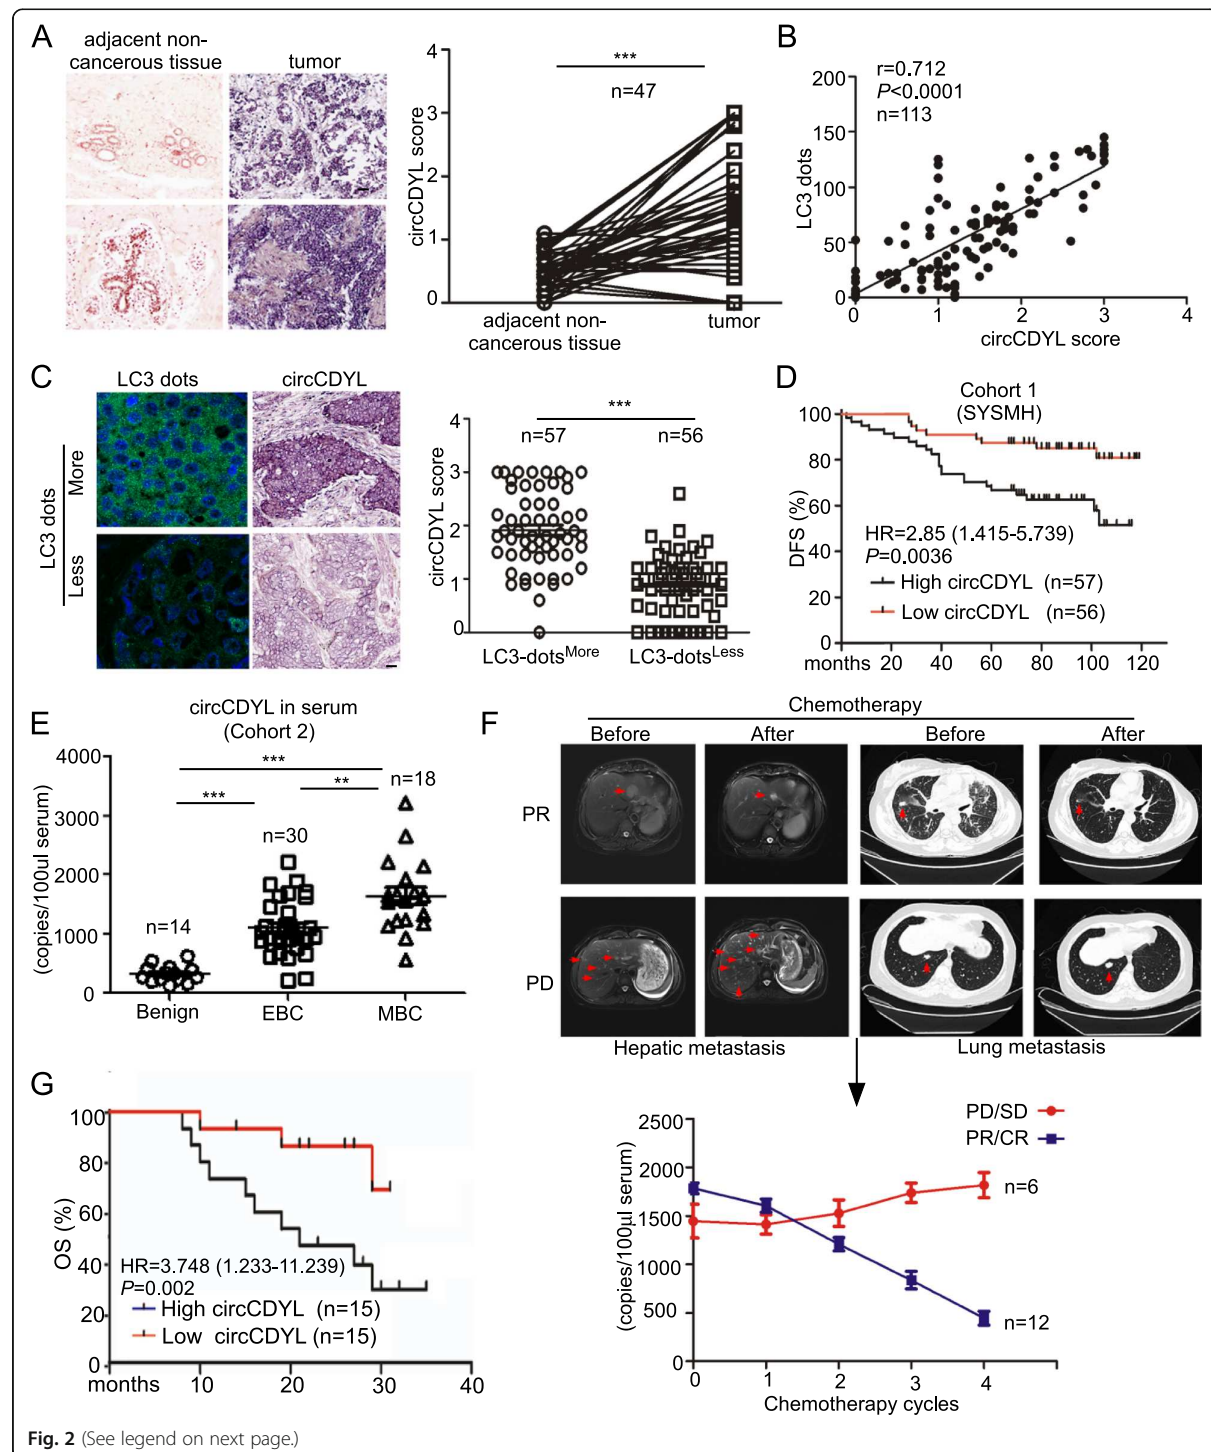 A
adjacent non-
cancerous tissue
tumor
circCDYL score
4
3
2
1
0
***
n=47
adjacent non-
cancerous tissue
tumor
B
LC3 dots
200
150
100
50
0
r=0.712
P<0.0001
n=113
0
1
2
3
4
circCDYL score
C
LC3 dots
circCDYL
LC3 dots
More
Less
circCDYL score
4
3
2
1
0
***
n=57
n=56
LC3-dotsMore
LC3-dotsLess
D
Cohort 1
(SYSMH)
DFS (%)
100
80
60
40
20
0
HR=2.85 (1.415-5.739)
P=0.0036
High circCDYL (n=57)
Low circCDYL (n=56)
months
20
40
60
80
100
120
E
circCDYL in serum
(Cohort 2)
(copies/100ul serum)
4000
3000
2000
1000
0
***
***
**
n=14
n=30
n=18
Benign
EBC
MBC
F
Chemotherapy
Before
After
Before
After
PR
PD
Hepatic metastasis
Lung metastasis
(copies/100µl serum)
2500
2000
1500
1000
500
0
PD/SD
PR/CR
n=6
n=12
0
1
2
3
4
Chemotherapy cycles
G
OS (%)
100
80
60
40
20
0
HR=3.748 (1.233-11.239)
P=0.002
High circCDYL (n=15)
Low circCDYL (n=15)
months
10
20
30
40
Fig. 2 (See legend on next page.)